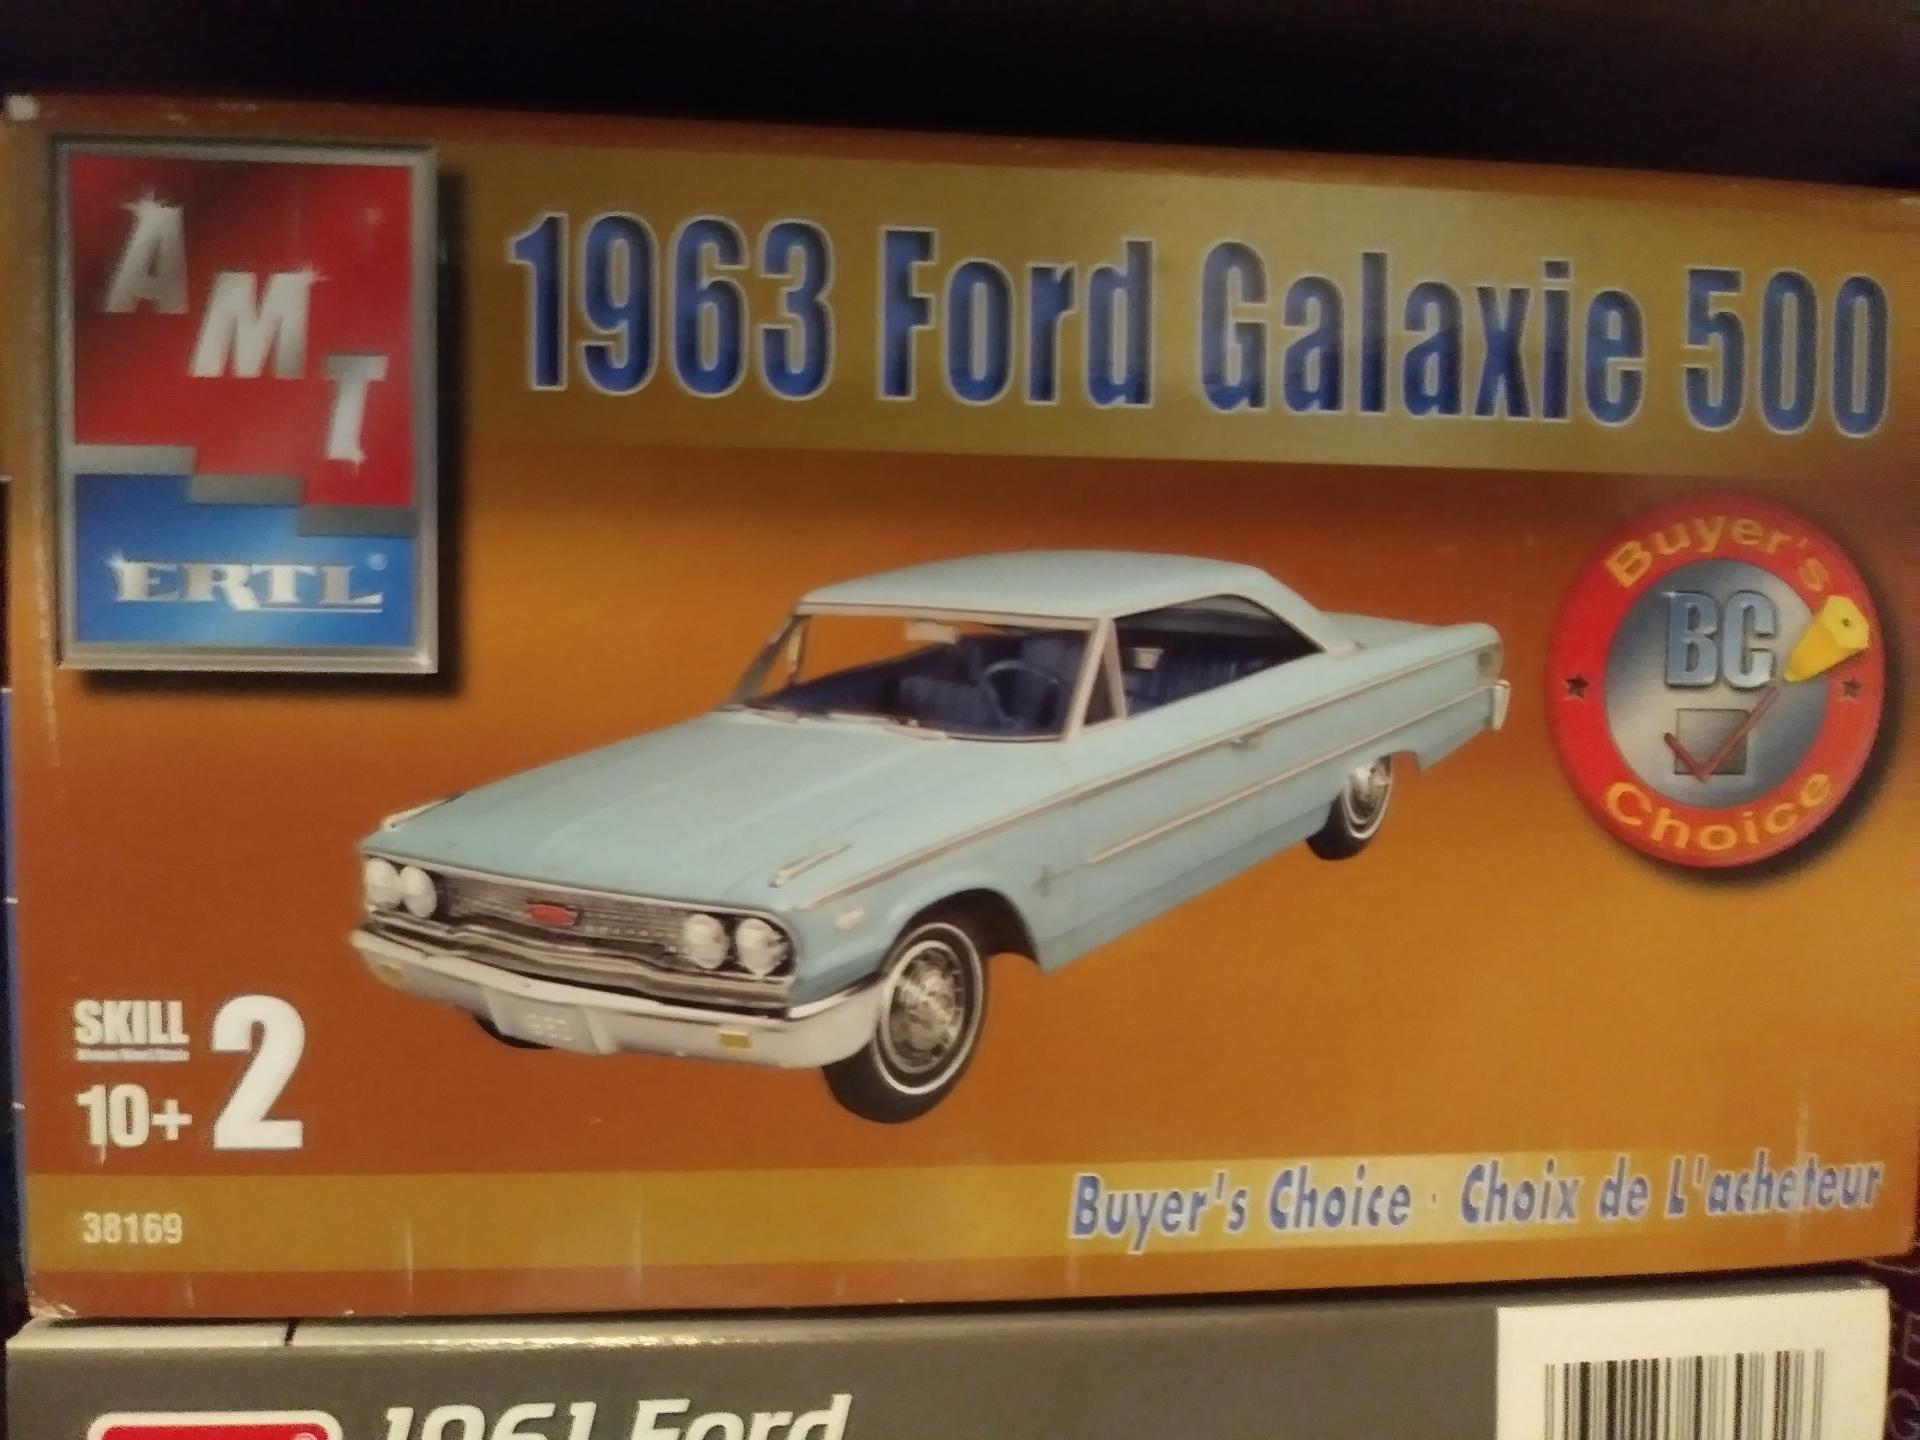 AMT
ERTL®
1963 Ford Galaxie 500
Buyer's
BC
Choice
SKILL 2
10+
38169
Buyer's Choice · Choix de L'acheteur
1961 Ford